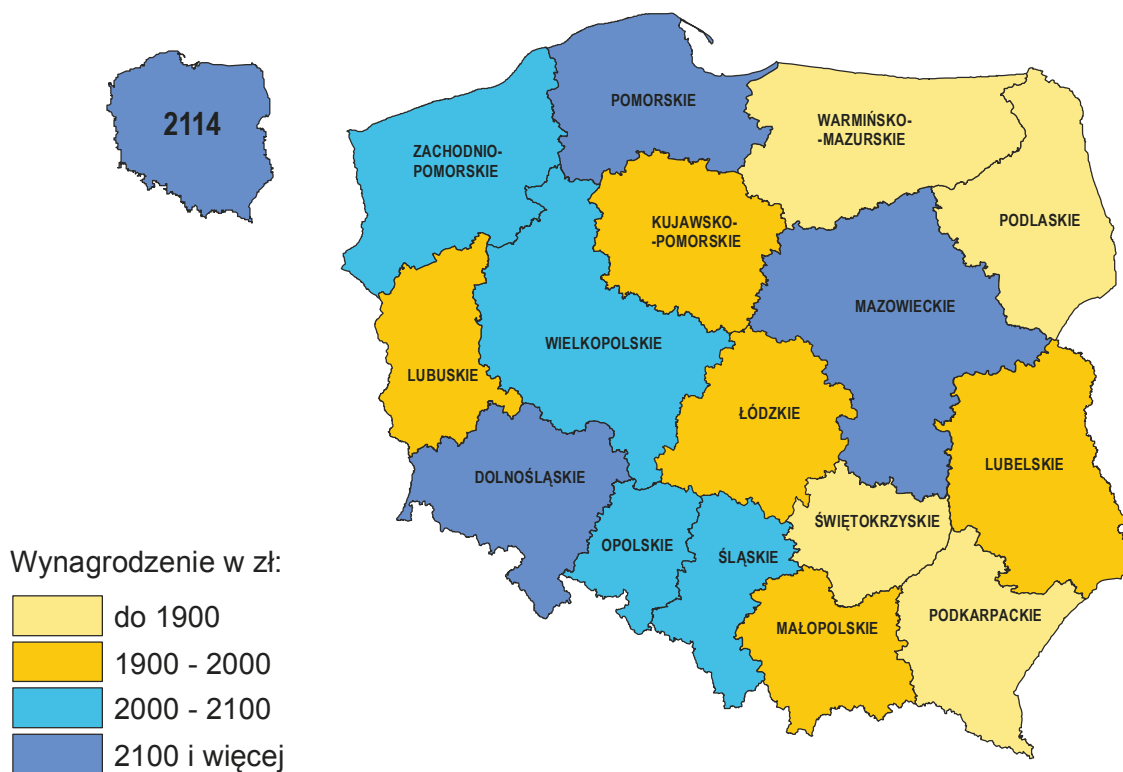 2114
POMORSKIE
WARMIŃSKO-
-MAZURSKIE
ZACHODNIO-
POMORSKIE
KUJAWSKO-
-POMORSKIE
PODLASKIE
MAZOWIECKIE
WIELKOPOLSKIE
LUBUSKIE
ŁÓDZKIE
LUBELSKIE
DOLNOŚLĄSKIE
ŚWIĘTOKRZYSKIE
OPOLSKIE
ŚLĄSKIE
PODKARPACKIE
MAŁOPOLSKIE
Wynagrodzenie w zł:
do 1900
1900 - 2000
2000 - 2100
2100 i więcej